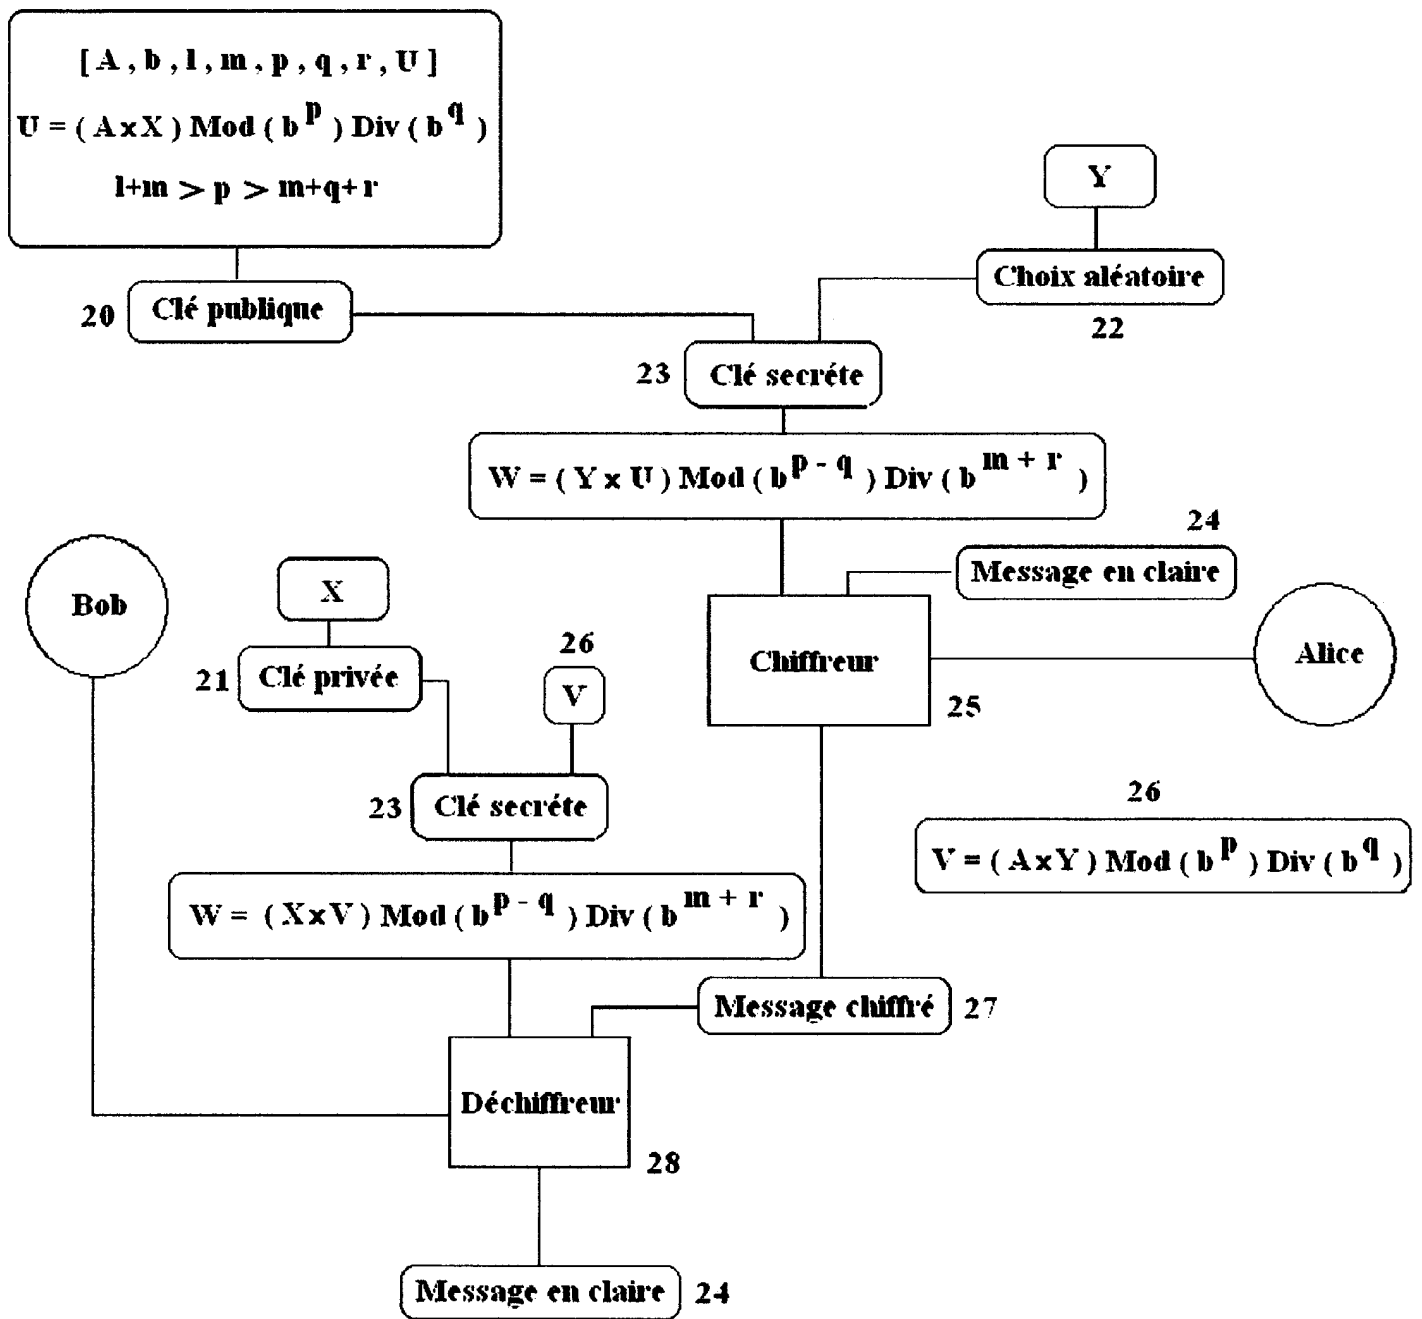 [ A , b , l , m , p , q , r , U ]
U = ( A x X ) Mod ( b^p ) Div ( b^q )
l+m > p > m+q+r
Y
Choix aléatoire
22
20
Clé publique
23
Clé secréte
W = ( Y x U ) Mod ( b^p - q ) Div ( b^m + r )
24
Message en claire
Bob
X
26
V
21
Clé privée
Chiffreur
25
Alice
23
Clé secréte
26
V = ( A x Y ) Mod ( b^p ) Div ( b^q )
W = ( X x V ) Mod ( b^p - q ) Div ( b^m + r )
Message chiffré
27
Déchiffreur
28
Message en claire
24